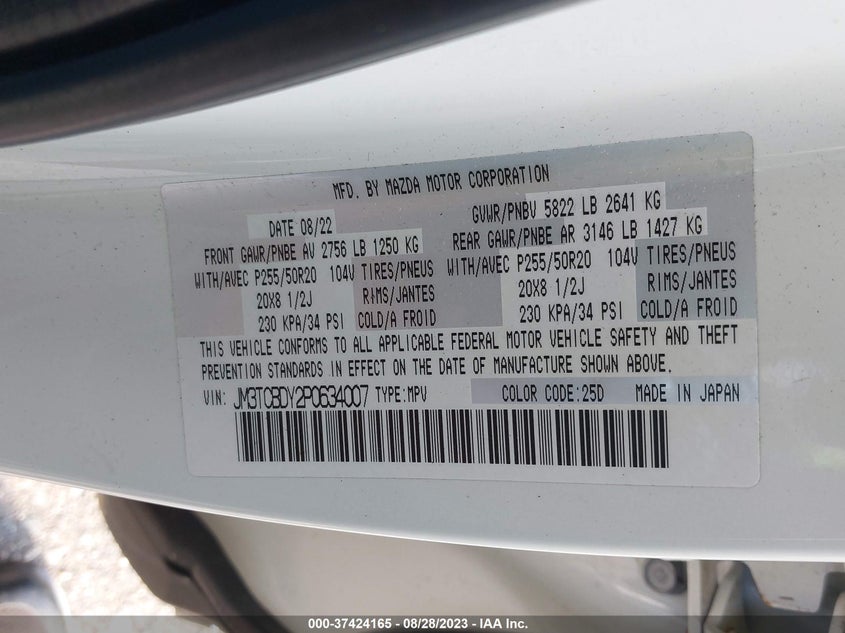 MFD. BY MAZDA MOTOR CORPORATION
DATE 08/22
GVWR/PNBV 5822 LB 2641 KG
FRONT GAWR/PNBE AV 2756 LB 1250 KG
REAR GAWR/PNBE AR 3146 LB 1427 KG
WITH/AVEC P255/50R20 104V TIRES/PNEUS
WITH/AVEC P255/50R20 104V TIRES/PNEUS
20X8 1/2J RIMS/JANTES
20X8 1/2J RIMS/JANTES
230 KPA/34 PSI COLD/A FROID
230 KPA/34 PSI COLD/A FROID
THIS VEHICLE CONFORMS TO ALL APPLICABLE FEDERAL MOTOR VEHICLE SAFETY AND THEFT
PREVENTION STANDARDS IN EFFECT ON THE DATE OF MANUFACTURE SHOWN ABOVE.
VIN: JM3TCBDY2P0634007 TYPE:MPV COLOR CODE:25D MADE IN JAPAN
000-37424165 - 08/28/2023 - IAA Inc.